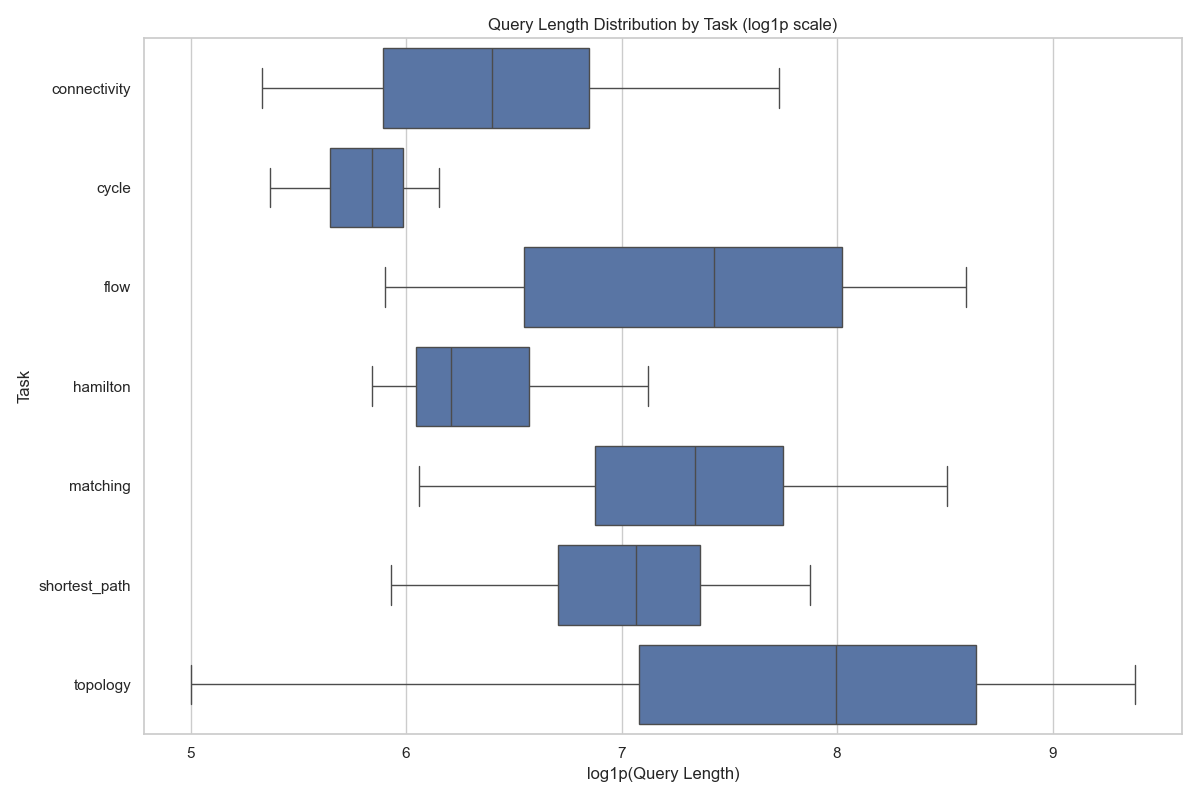 Query Length Distribution by Task (log1p scale)
connectivity
cycle
flow
hamilton
matching
shortest_path
topology
Task
5 6 7 8 9
log1p(Query Length)